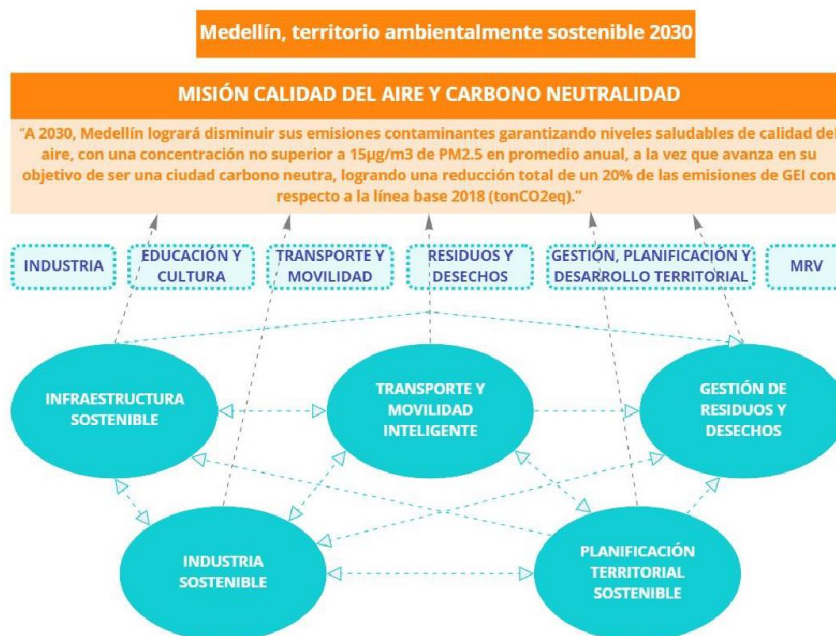 Medellín, territorio ambientalmente sostenible 2030
MISIÓN CALIDAD DEL AIRE Y CARBONO NEUTRALIDAD
“A 2030, Medellín logrará disminuir sus emisiones contaminantes garantizando niveles saludables de calidad del
aire, con una concentración no superior a 15µg/m3 de PM2.5 en promedio anual, a la vez que avanza en su
objetivo de ser una ciudad carbono neutra, logrando una reducción total de un 20% de las emisiones de GEI con
respecto a la línea base 2018 (tonCO2eq).”
INDUSTRIA
EDUCACIÓN Y
CULTURA
TRANSPORTE Y
MOVILIDAD
RESIDUOS Y
DESECHOS
GESTIÓN, PLANIFICACIÓN Y
DESARROLLO TERRITORIAL
MRV
INFRAESTRUCTURA
SOSTENIBLE
TRANSPORTE Y
MOVILIDAD
INTELIGENTE
GESTIÓN DE
RESIDUOS Y
DESECHOS
INDUSTRIA
SOSTENIBLE
PLANIFICACIÓN
TERRITORIAL
SOSTENIBLE